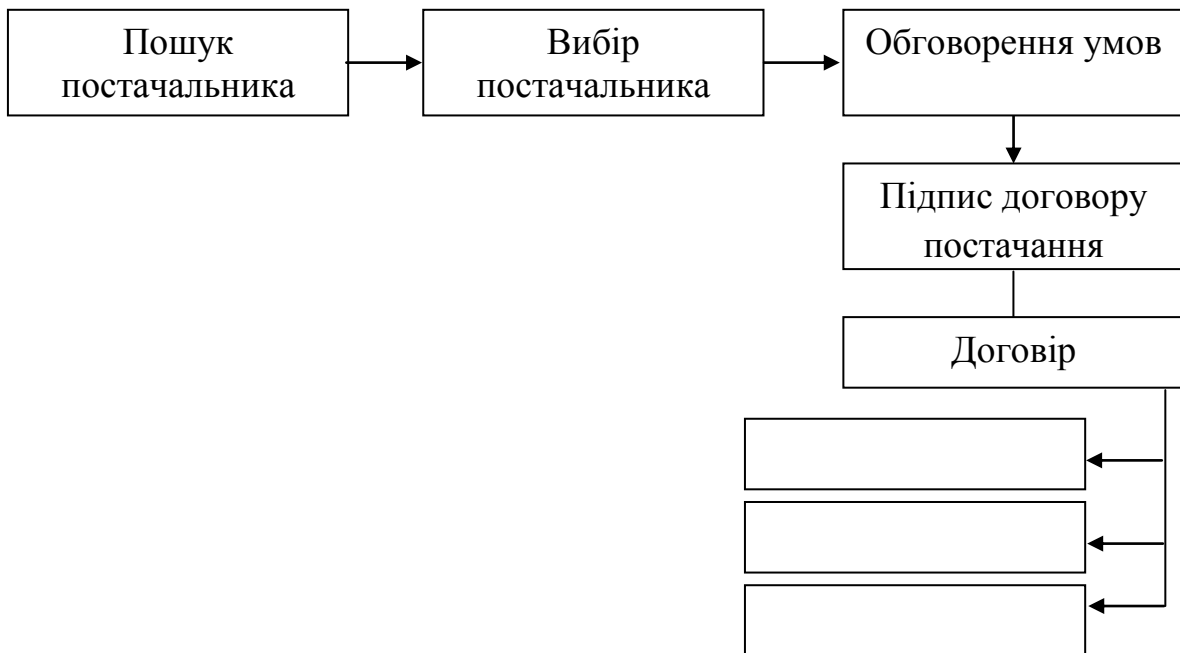 Пошук
постачальника
Вибір
постачальника
Обговорення умов
Підпис договору
постачання
Договір